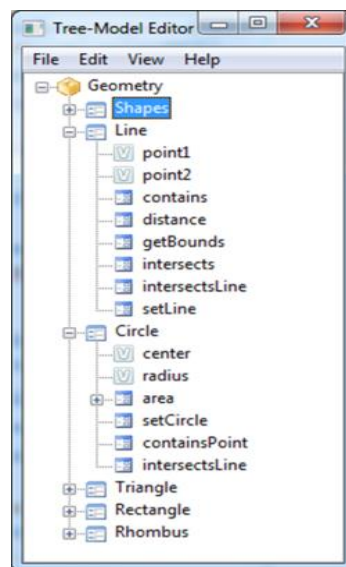 Tree-Model Editor
File Edit View Help
Geometry
Shapes
Line
point1
point2
contains
distance
getBounds
intersects
intersectsLine
setLine
Circle
center
radius
area
setCircle
containsPoint
intersectsLine
Triangle
Rectangle
Rhombus